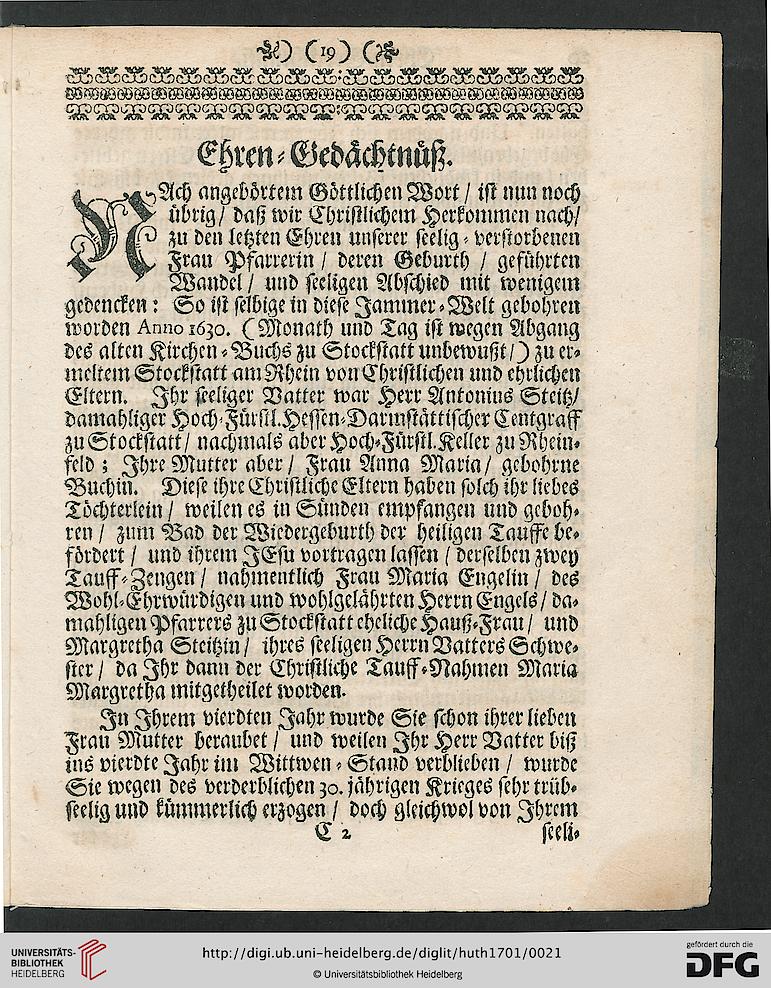 ) (19) (
Ehren-Gedächtnüß.
NAch angehörtem Göttlichen Wort / ist nun noch
übrig / daß wir Christlichem Herkommen nach /
zu den letzten Ehren unserer seelig-verstorbenen
Frau Pfarrerin / deren Geburth / geführten
Wandel / und seeligen Abschied mit wenigem
gedencken: So ist selbige in diese Jammer-Welt gebohren
worden Anno 1630. (Monath und Tag ist wegen Abgang
des alten Kirchen-Buchs zu Stockstatt unbewußt /) zu er-
meltem Stockstatt am Rhein von Christlichen und ehrlichen
Eltern. Ihr seeliger Vatter war Herr Antonius Steitz /
damahliger Hoch-Fürstl. Hessen-Darmstättischer Centgraff
zu Stockstatt / nachmals aber Hoch-Fürstl. Keller zu Rhein-
feld; Ihre Mutter aber / Frau Anna Maria / gebohrne
Buchin. Diese ihre Christliche Eltern haben solch ihr liebes
Töchterlein / weilen es in Sünden empfangen und geboh-
ren / zum Bad der Wiedergeburth der heiligen Tauffe be-
fördert / und ihrem JEsu vortragen lassen / derselben zwey
Tauff-Zeugen / nahmentlich Frau Maria Engelin / des
Wohl-Ehrwürdigen und wohlgelährten Herrn Engels / da-
mahligen Pfarrers zu Stockstatt eheliche Hauß-Frau / und
Margretha Steitzin / ihres seeligen Herrn Vatters Schwe-
ster / da Ihr dann der Christliche Tauff-Nahmen Maria
Margretha mitgetheilet worden.
In Ihrem vierdten Jahr wurde Sie schon ihrer lieben
Frau Mutter beraubet / und weilen Ihr Herr Vatter biß
ins vierdte Jahr im Wittwen-Stand verblieben / wurde
Sie wegen des verderblichen 30. jährigen Krieges sehr trüb-
seelig und kümmerlich erzogen / doch gleichwol von Ihrem
C 2 seeli-
UNIVERSITÄTS-
BIBLIOTHEK
HEIDELBERG
http://digi.ub.uni-heidelberg.de/diglit/huth1701/0021
© Universitätsbibliothek Heidelberg
gefördert durch die
DFG